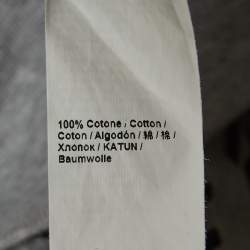 100% Cotone / Cotton /
Coton / Algodón / 綿 / 棉 /
Хлопок / KATUN /
Baumwolle